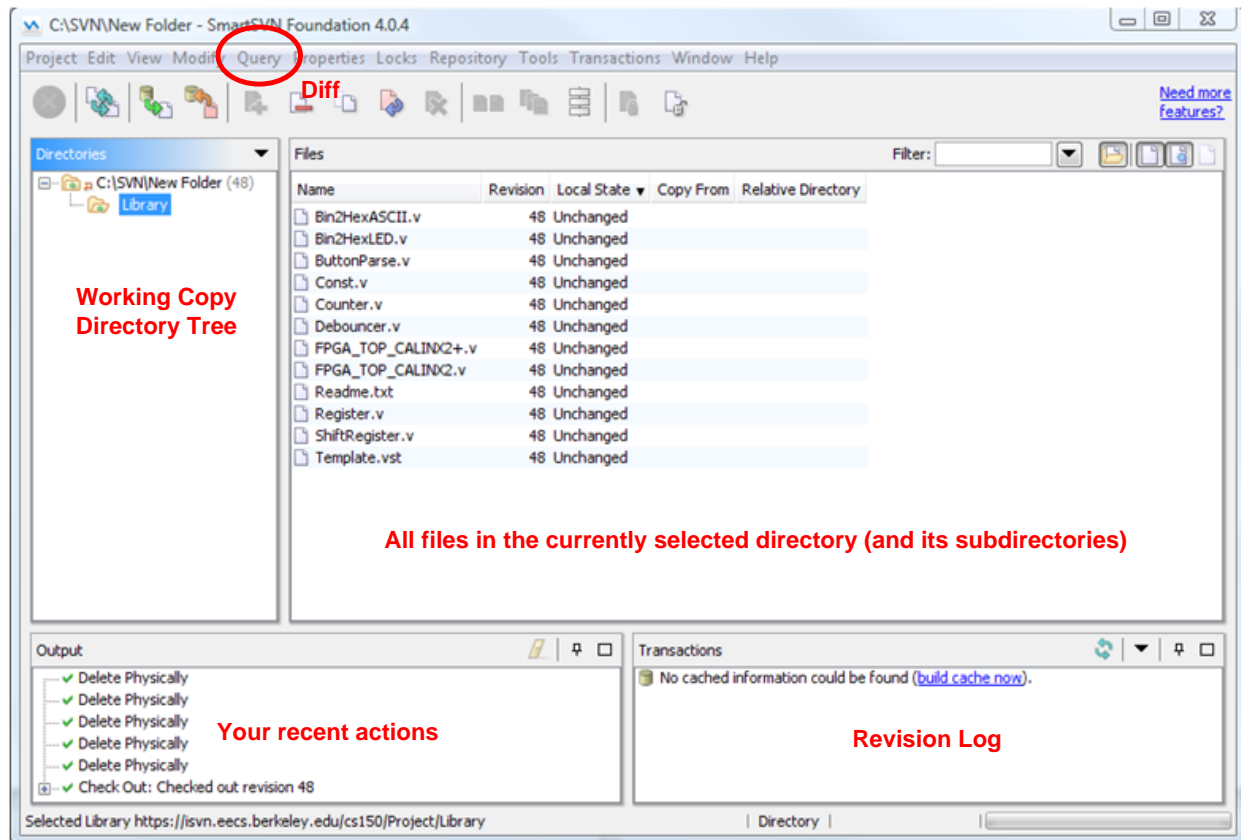 C:\SVN\New Folder - SmartSVN Foundation 4.0.4
Project Edit View Modify Query Properties Locks Repository Tools Transactions Window Help
Diff
Need more
features?
Directories
C:\SVN\New Folder (48)
Library
Working Copy
Directory Tree
Files
Filter:
Name Revision Local State Copy From Relative Directory
Bin2HexASCII.v 48 Unchanged
Bin2HexLED.v 48 Unchanged
ButtonParse.v 48 Unchanged
Const.v 48 Unchanged
Counter.v 48 Unchanged
Debouncer.v 48 Unchanged
FPGA_TOP_CALINX2+.v 48 Unchanged
FPGA_TOP_CALINX2.v 48 Unchanged
Readme.txt 48 Unchanged
Register.v 48 Unchanged
ShiftRegister.v 48 Unchanged
Template.vst 48 Unchanged
All files in the currently selected directory (and its subdirectories)
Output
Delete Physically
Delete Physically
Delete Physically
Delete Physically
Delete Physically
Check Out: Checked out revision 48
Your recent actions
Transactions
No cached information could be found (build cache now).
Revision Log
Selected Library https://isvn.eecs.berkeley.edu/cs150/Project/Library
Directory